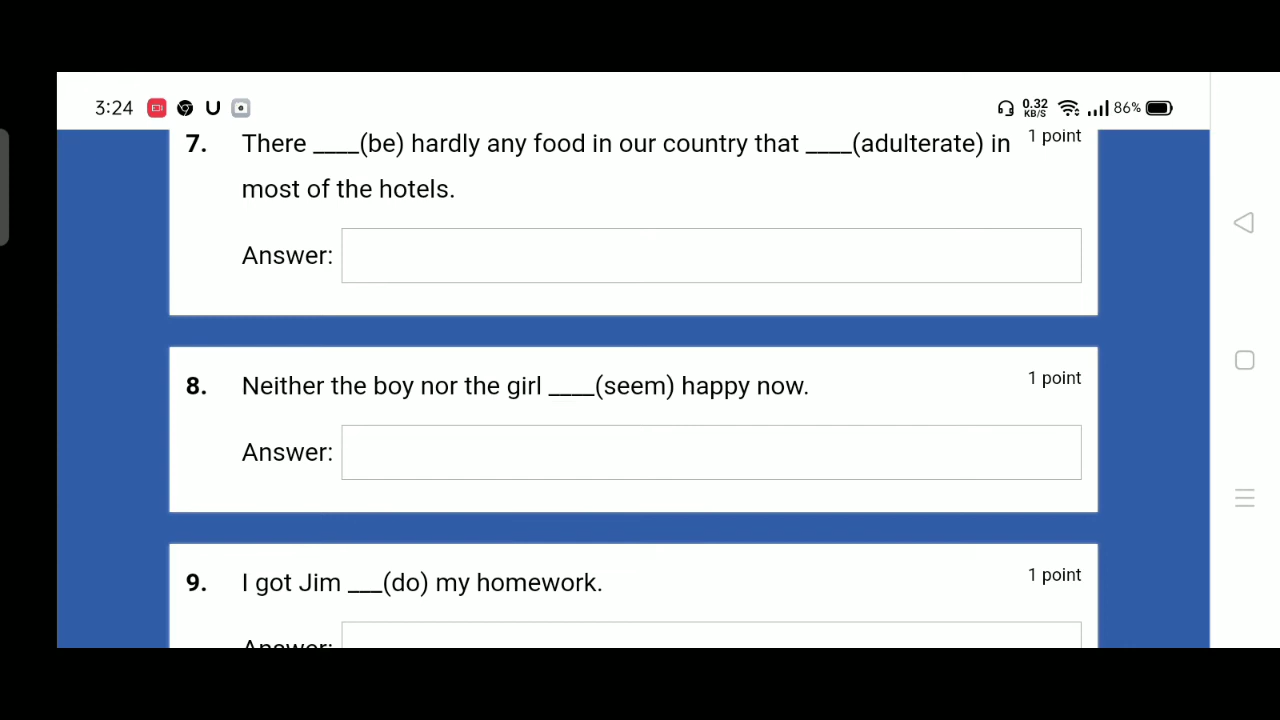 3:24 0.32 KB/S 86%
7. There ____(be) hardly any food in our country that ____(adulterate) in 1 point
most of the hotels.
Answer:
8. Neither the boy nor the girl ____(seem) happy now. 1 point
Answer:
9. I got Jim ___(do) my homework. 1 point
Answer: